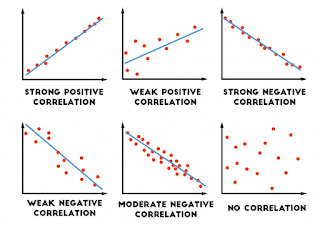 STRONG POSITIVE
CORRELATION
WEAK POSITIVE
CORRELATION
STRONG NEGATIVE
CORRELATION
WEAK NEGATIVE
CORRELATION
MODERATE NEGATIVE
CORRELATION
NO CORRELATION